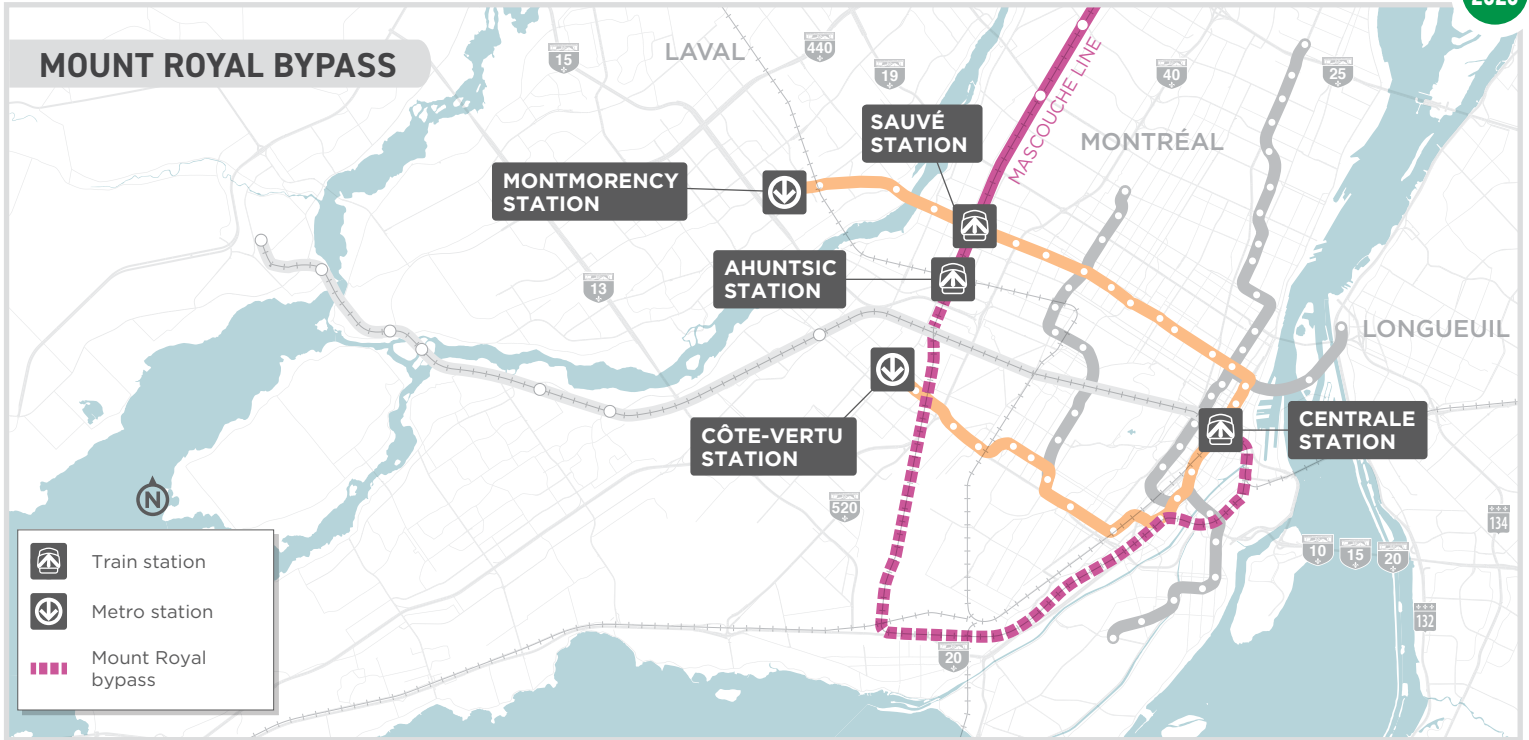 2020
MOUNT ROYAL BYPASS
15
LAVAL
440
19
40
25
MASCOUCHE LINE
SAUVÉ
STATION
MONTRÉAL
MONTMORENCY
STATION
AHUNTSIC
STATION
13
LONGUEUIL
CÔTE-VERTU
STATION
CENTRALE
STATION
N
520
134
10
15
20
132
20
Train station
Metro station
Mount Royal
bypass